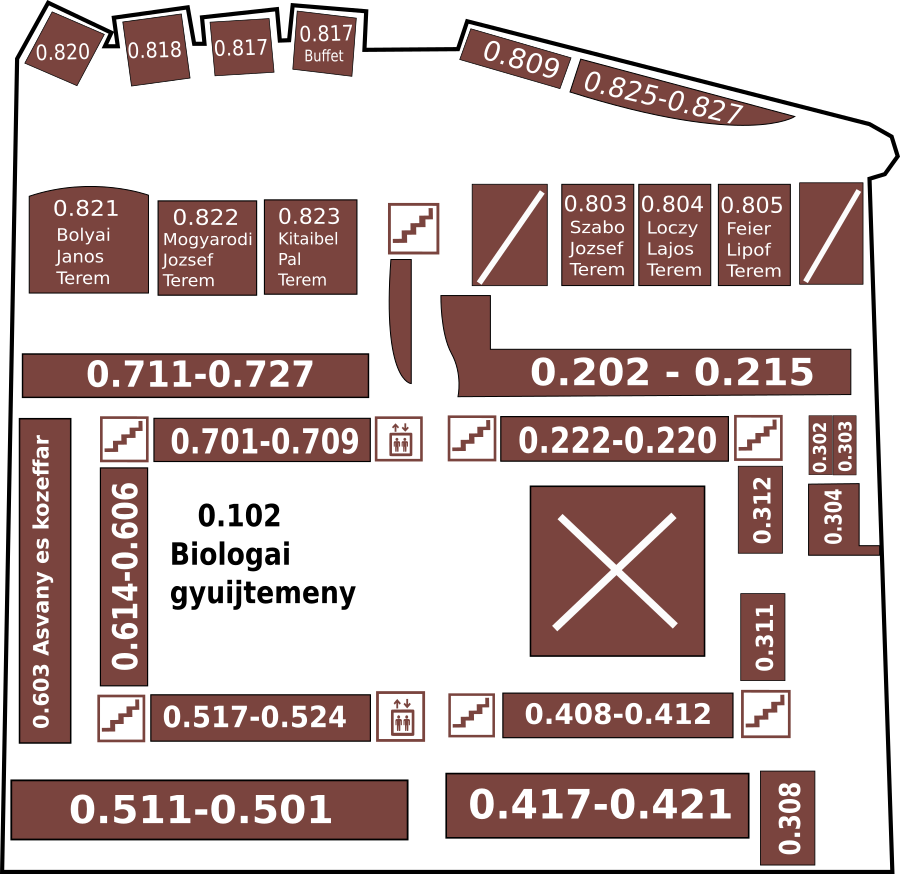 0.820
0.818
0.817
0.817
Buffet
0.809
0.825-0.827
0.821
Bolyai
Janos
Terem
0.822
Mogyarodi
Jozsef
Terem
0.823
Kitaibel
Pal
Terem
0.803
Szabo
Jozsef
Terem
0.804
Loczy
Lajos
Terem
0.805
Feier
Lipof
Terem
0.711-0.727
0.202 - 0.215
0.701-0.709
0.222-0.220
0.302
0.303
0.603 Asvany es kozeffar
0.614-0.606
0.102
Biologai
gyuijtemeny
0.312
0.304
0.311
0.517-0.524
0.408-0.412
0.511-0.501
0.417-0.421
0.308